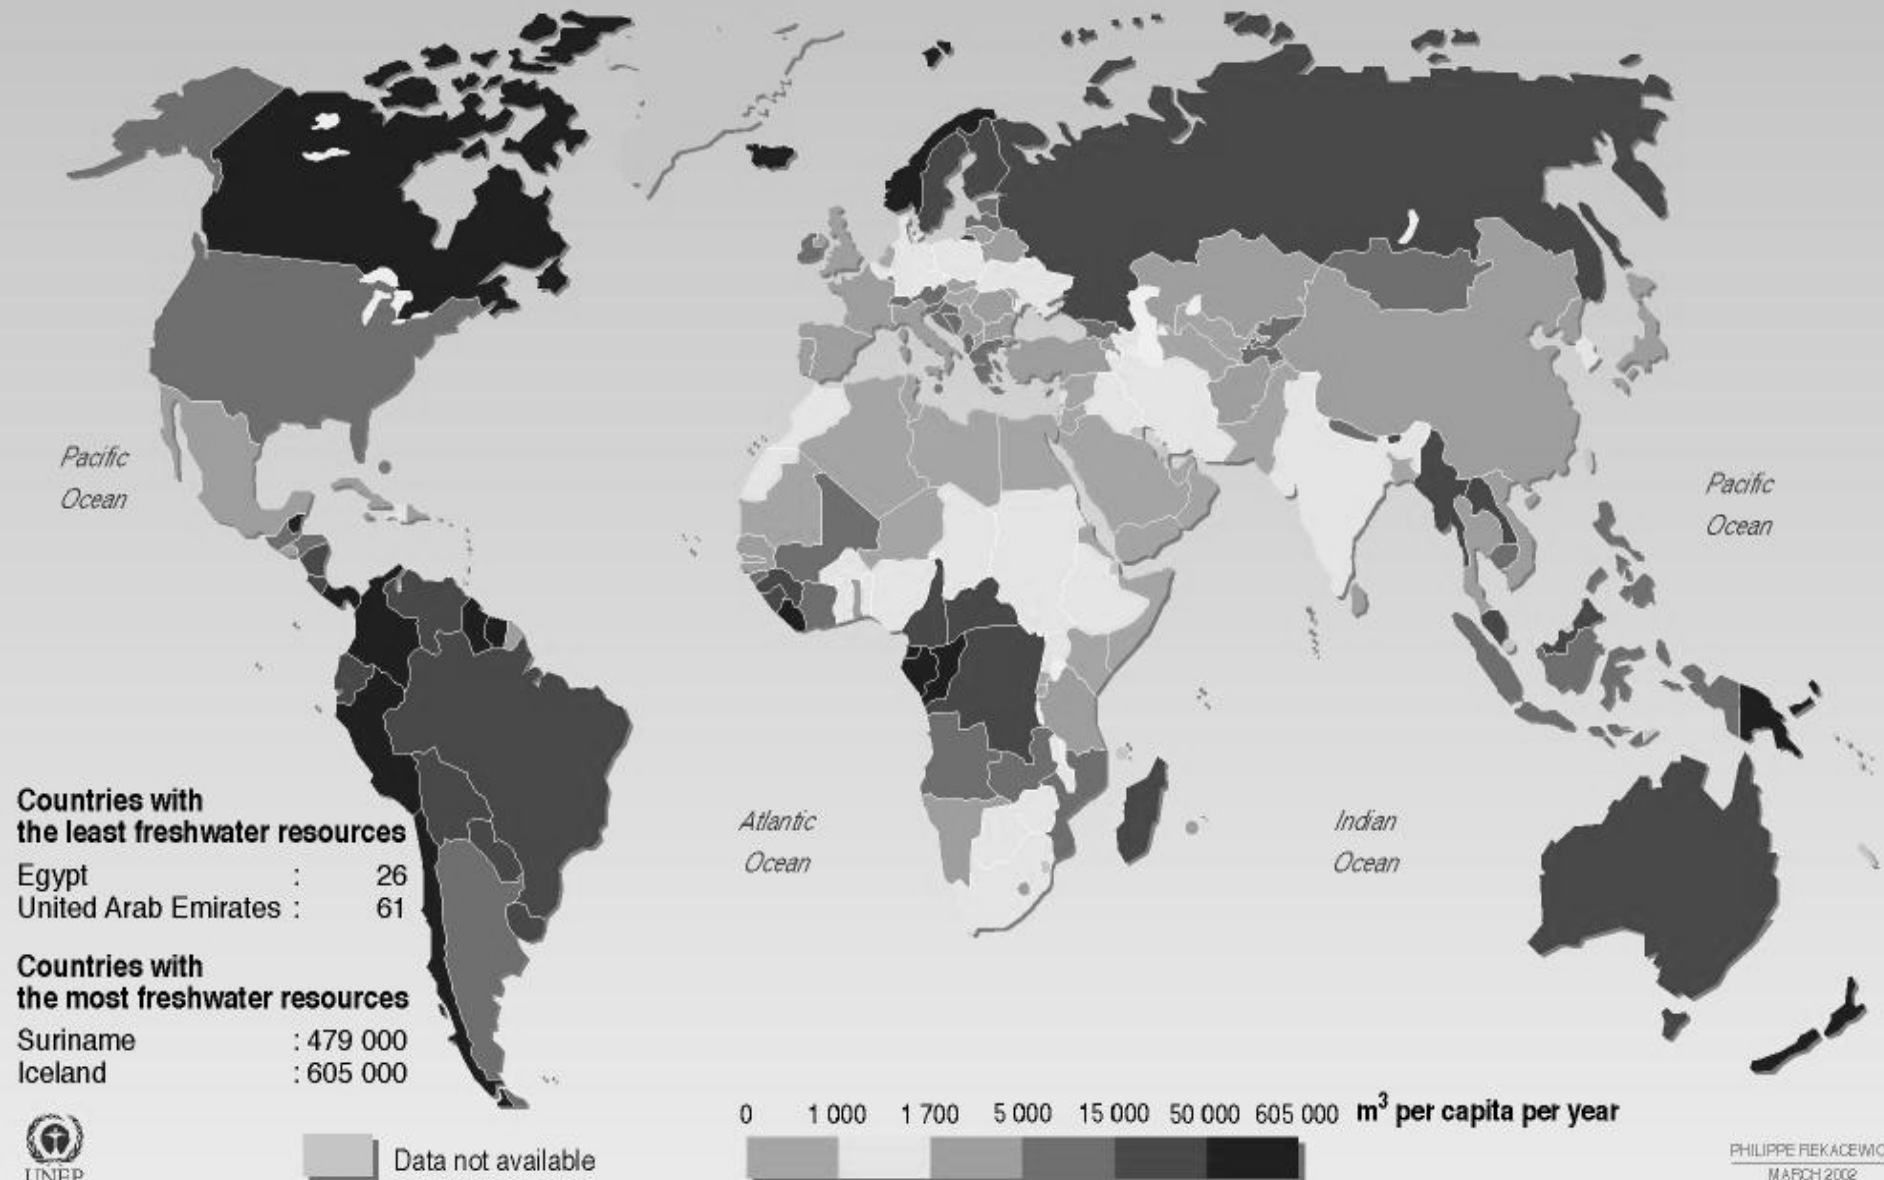 Pacific
Ocean
Pacific
Ocean
Atlantic
Ocean
Indian
Ocean
Countries with
the least freshwater resources
Egypt : 26
United Arab Emirates : 61
Countries with
the most freshwater resources
Suriname : 479 000
Iceland : 605 000
0 1 000 1 700 5 000 15 000 50 000 605 000 m³ per capita per year
Data not available
UNEP
PHILIPPE REKACEWIC
MARCH 2002